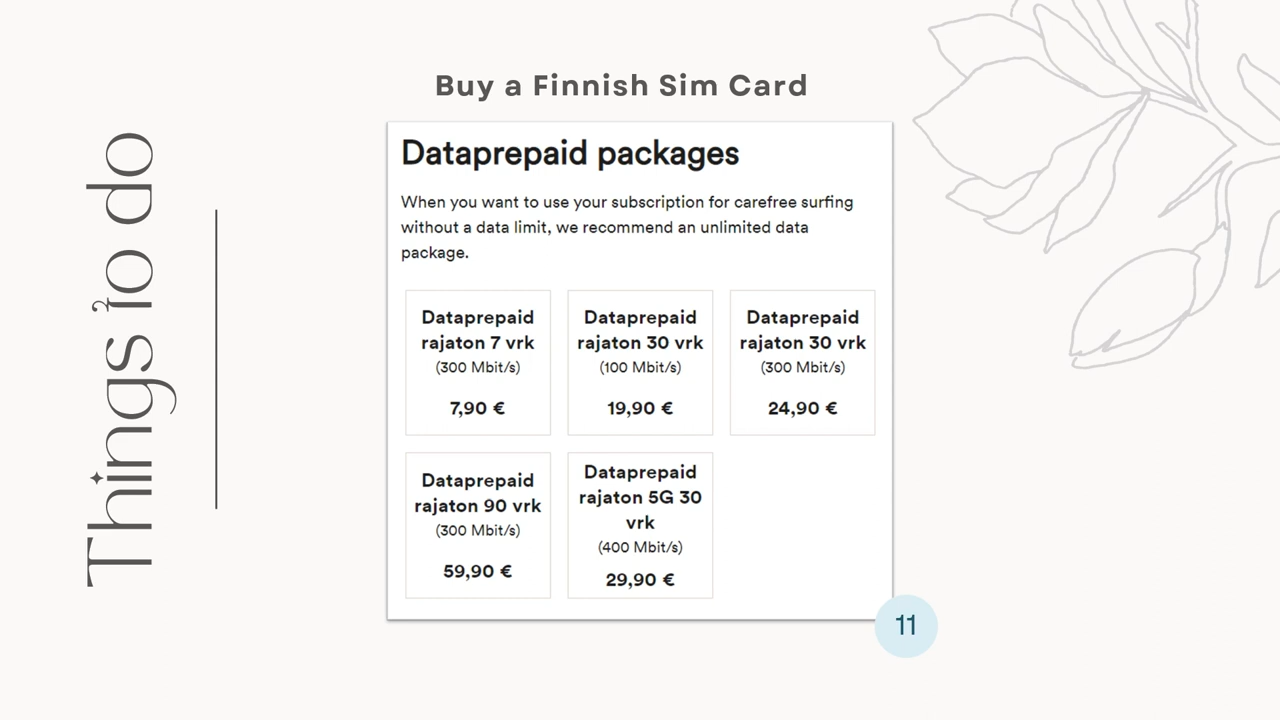 Things to do
Buy a Finnish Sim Card
Dataprepaid packages
When you want to use your subscription for carefree surfing
without a data limit, we recommend an unlimited data
package.
Dataprepaid
rajaton 7 vrk
(300 Mbit/s)
7,90 €
Dataprepaid
rajaton 30 vrk
(100 Mbit/s)
19,90 €
Dataprepaid
rajaton 30 vrk
(300 Mbit/s)
24,90 €
Dataprepaid
rajaton 90 vrk
(300 Mbit/s)
59,90 €
Dataprepaid
rajaton 5G 30
vrk
(400 Mbit/s)
29,90 €
11